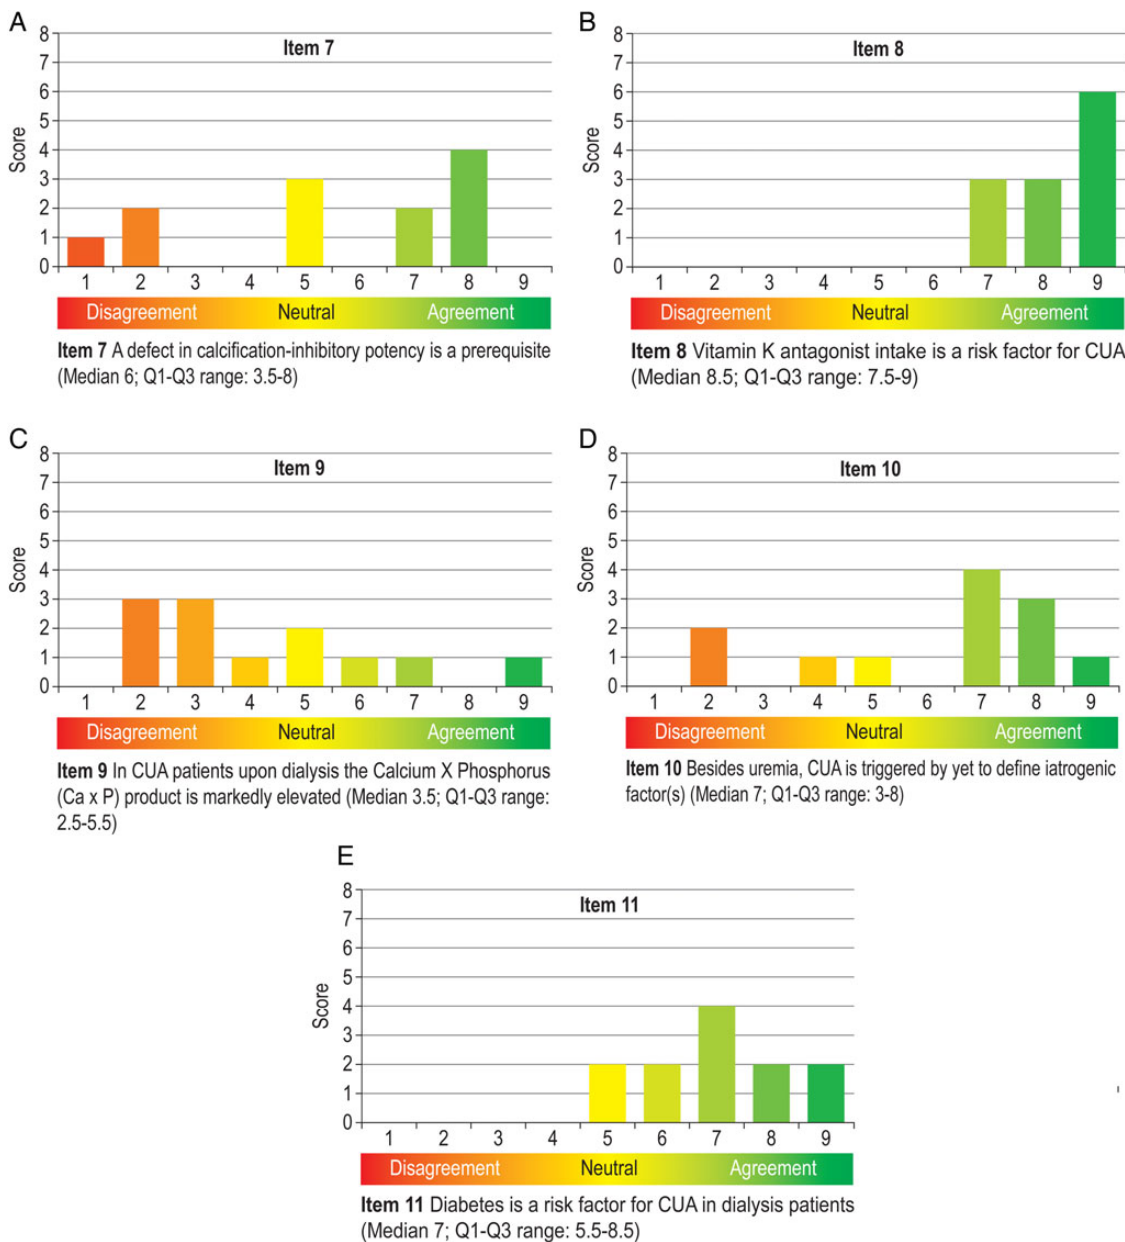 A
Item 7
8
7
6
5
4
3
2
1
0
Score
1 2 3 4 5 6 7 8 9
Disagreement Neutral Agreement
Item 7 A defect in calcification-inhibitory potency is a prerequisite
(Median 6; Q1-Q3 range: 3.5-8)
B
Item 8
8
7
6
5
4
3
2
1
0
Score
1 2 3 4 5 6 7 8 9
Disagreement Neutral Agreement
Item 8 Vitamin K antagonist intake is a risk factor for CUA
(Median 8.5; Q1-Q3 range: 7.5-9)
C
Item 9
8
7
6
5
4
3
2
1
0
Score
1 2 3 4 5 6 7 8 9
Disagreement Neutral Agreement
Item 9 In CUA patients upon dialysis the Calcium X Phosphorus
(Ca x P) product is markedly elevated (Median 3.5; Q1-Q3 range:
2.5-5.5)
D
Item 10
8
7
6
5
4
3
2
1
0
Score
1 2 3 4 5 6 7 8 9
Disagreement Neutral Agreement
Item 10 Besides uremia, CUA is triggered by yet to define iatrogenic
factor(s) (Median 7; Q1-Q3 range: 3-8)
E
Item 11
8
7
6
5
4
3
2
1
0
Score
1 2 3 4 5 6 7 8 9
Disagreement Neutral Agreement
Item 11 Diabetes is a risk factor for CUA in dialysis patients
(Median 7; Q1-Q3 range: 5.5-8.5)